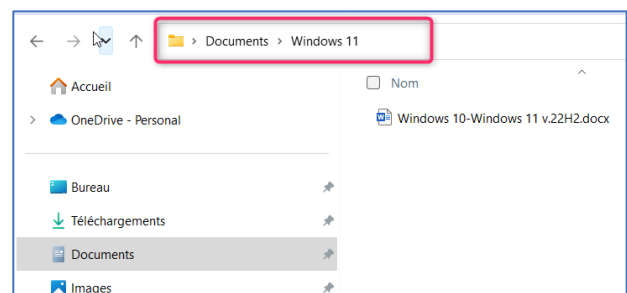 Documents > Windows 11
Accueil
Nom
OneDrive - Personal
Windows 10-Windows 11 v.22H2.docx
Bureau
Téléchargements
Documents
Images